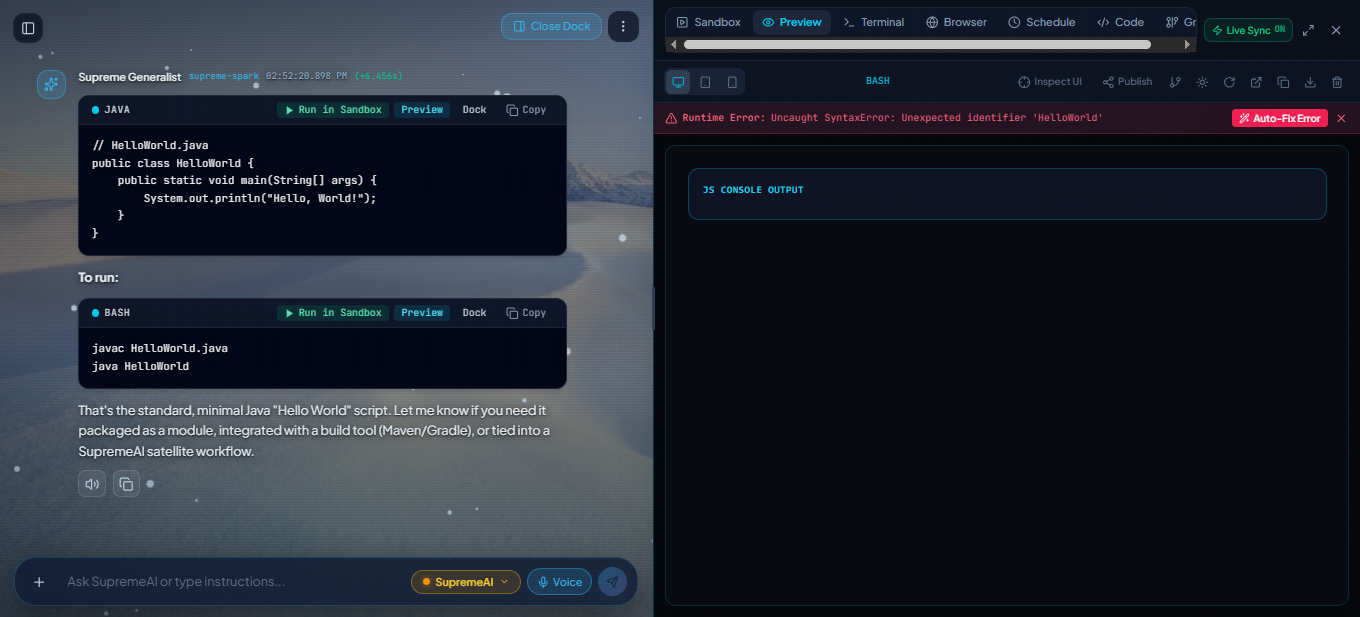 Close Dock
Supreme Generalist supreme-spark 02:52:20.898 PM (+6.456s)
JAVA Run in Sandbox Preview Dock Copy
// HelloWorld.java
public class HelloWorld {
    public static void main(String[] args) {
        System.out.println("Hello, World!");
    }
}
To run:
BASH Run in Sandbox Preview Dock Copy
javac HelloWorld.java
java HelloWorld
That's the standard, minimal Java "Hello World" script. Let me know if you need it
packaged as a module, integrated with a build tool (Maven/Gradle), or tied into a
SupremeAI satellite workflow.
Ask SupremeAI or type instructions... SupremeAI Voice
Sandbox Preview Terminal Browser Schedule Code Gr Live Sync ON
BASH Inspect UI Publish
Runtime Error: Uncaught SyntaxError: Unexpected identifier 'HelloWorld' Auto-Fix Error
JS CONSOLE OUTPUT